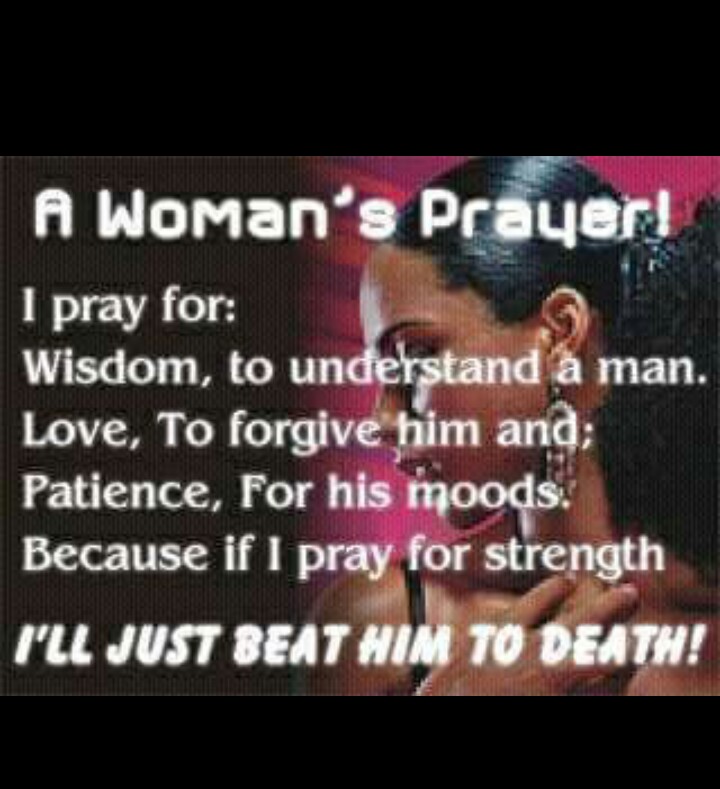 A Woman's Prayer!
I pray for:
Wisdom, to understand a man.
Love, To forgive him and;
Patience, For his moods.
Because if I pray for strength
I'LL JUST BEAT HIM TO DEATH!